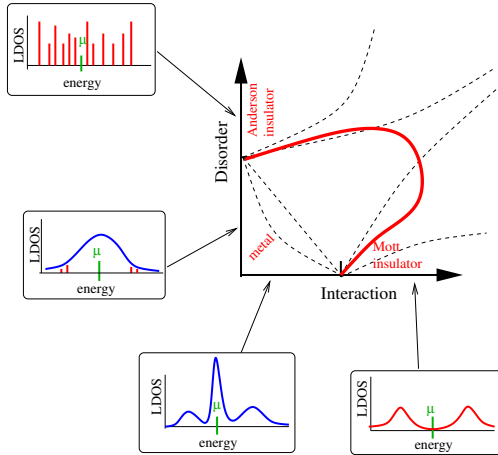 LDOS
μ
energy
Disorder
Anderson
insulator
LDOS
μ
energy
metal
Mott
insulator
Interaction
LDOS
μ
energy
LDOS
μ
energy